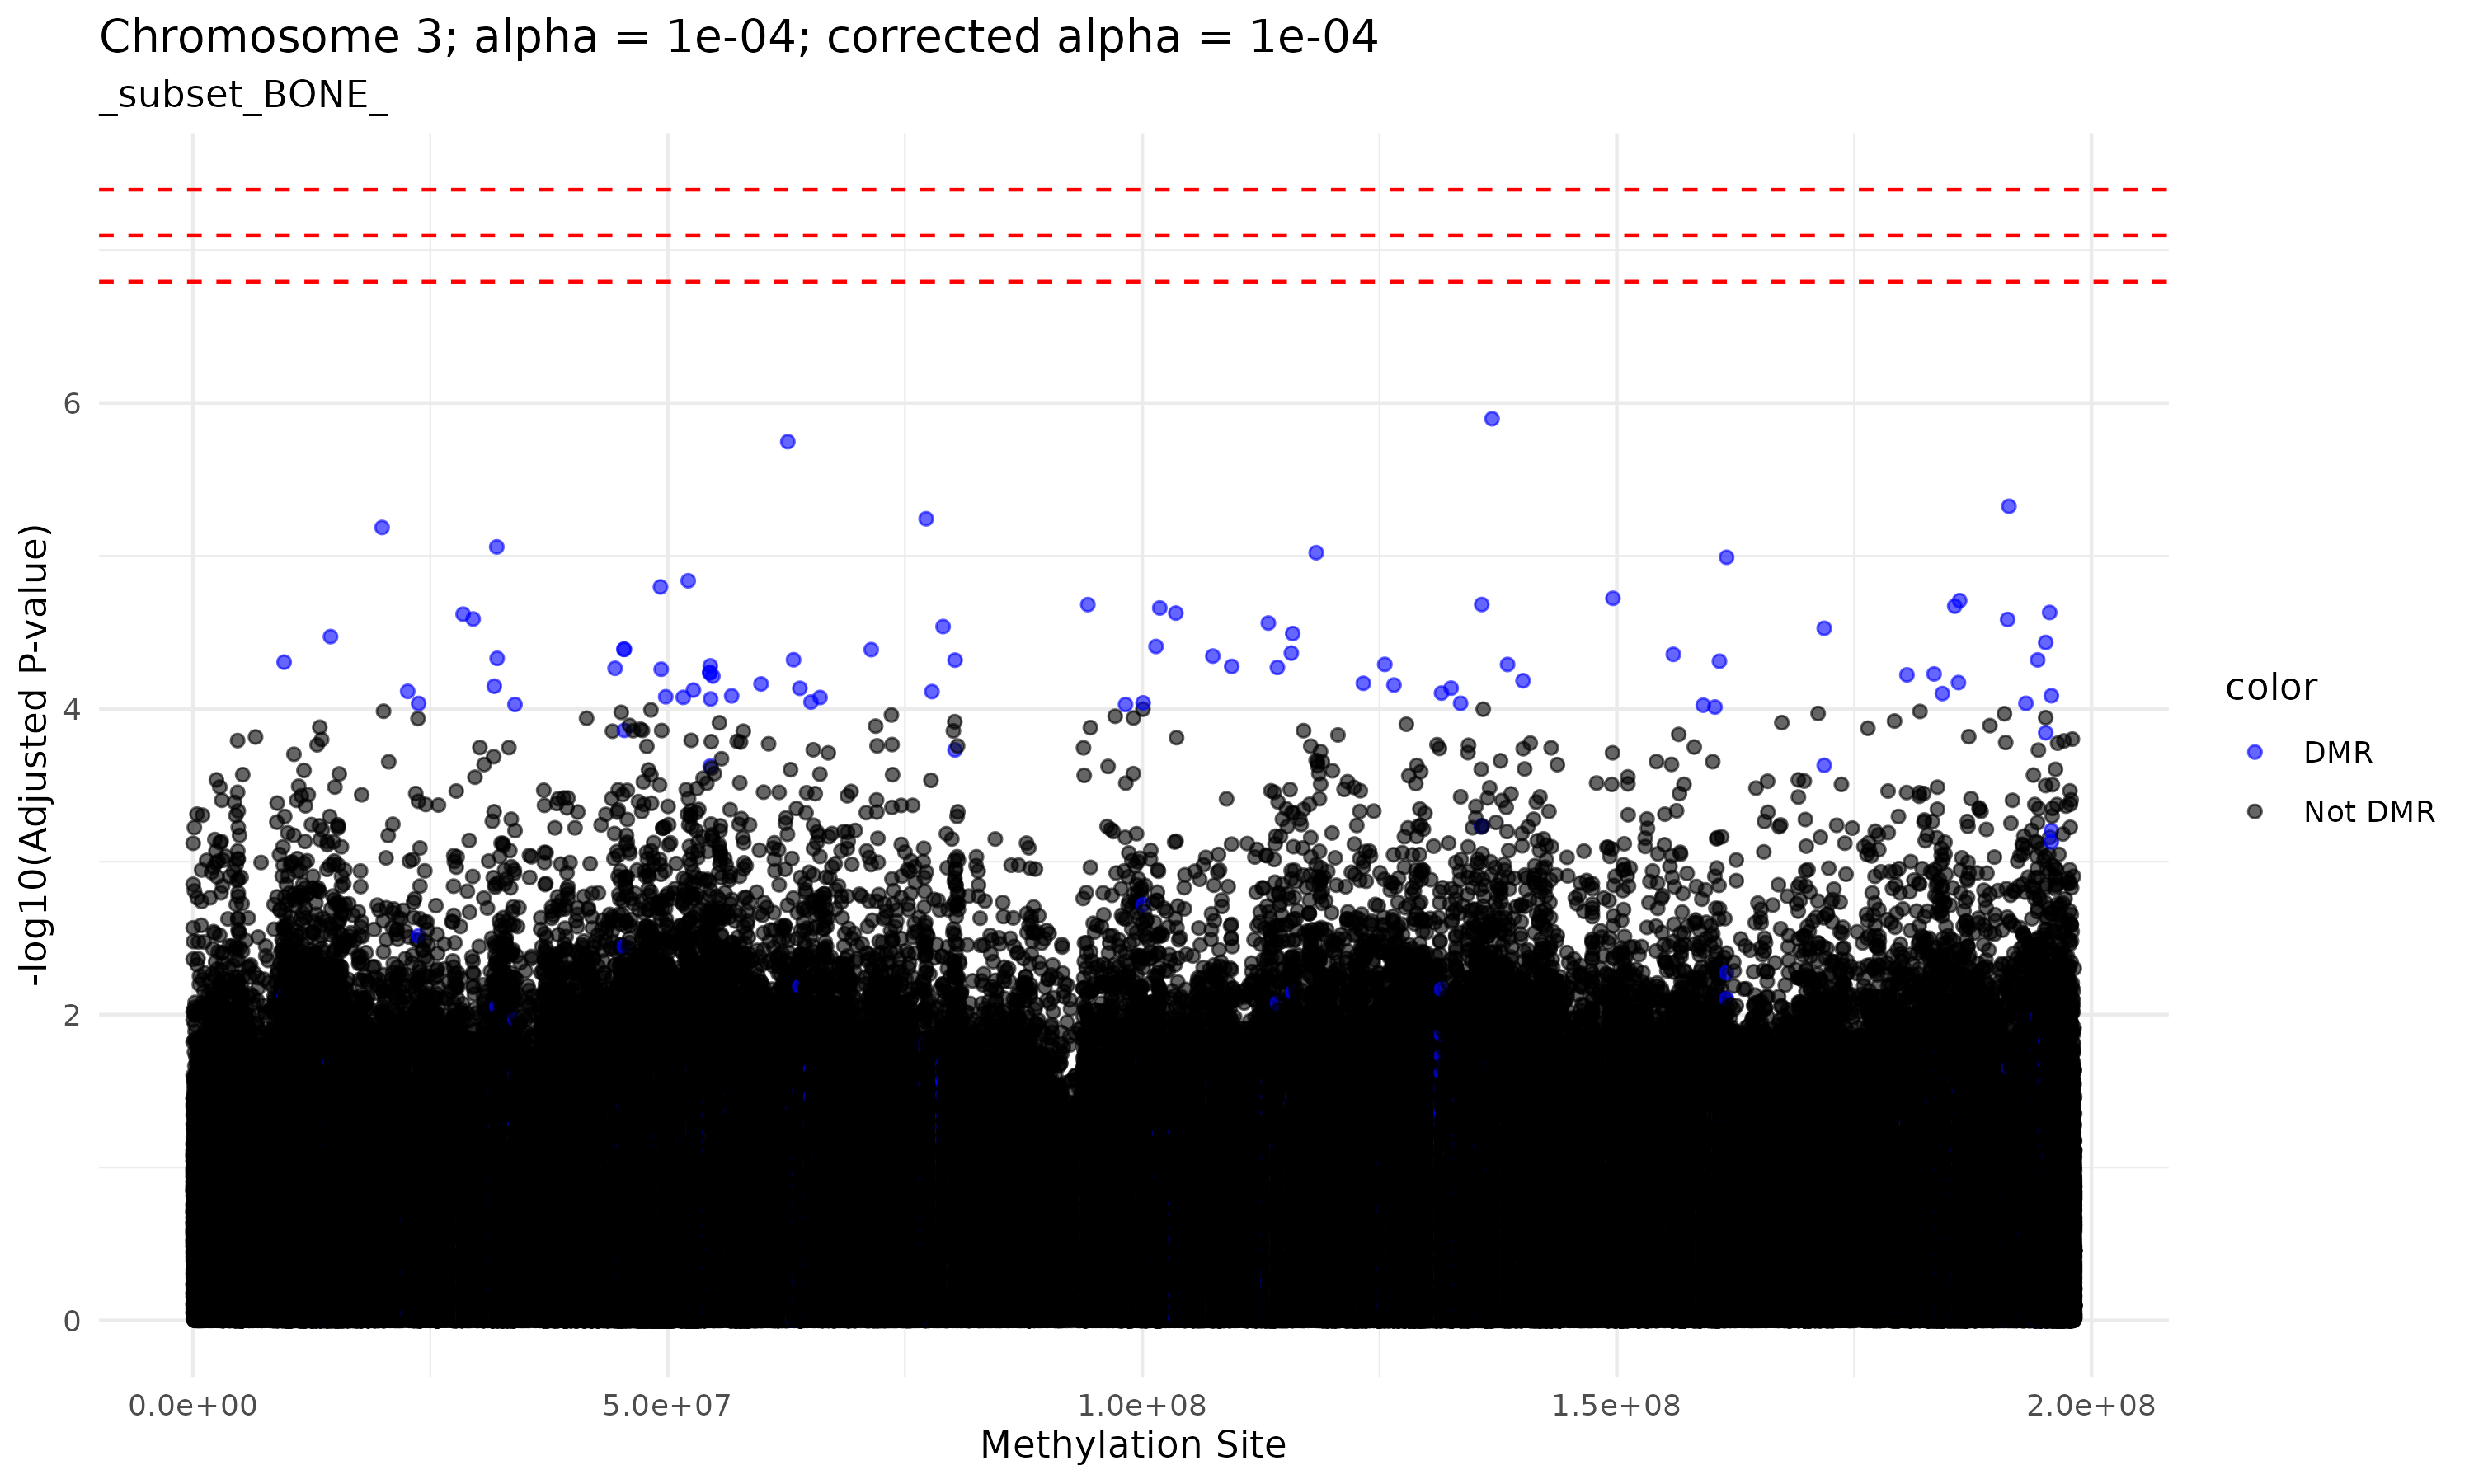 Chromosome 3; alpha = 1e-04; corrected alpha = 1e-04
_subset_BONE_
-log10(Adjusted P-value)
6
4
2
0
0.0e+00
5.0e+07
1.0e+08
1.5e+08
2.0e+08
Methylation Site
color
DMR
Not DMR